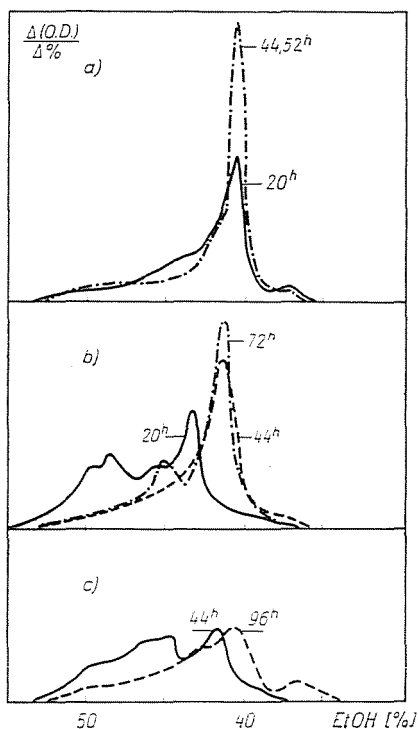 Δ(O.D.)
Δ%
a)
44,52h
20h
b)
72h
20h
44h
c)
44h
96h
50 40 EtOH [%]